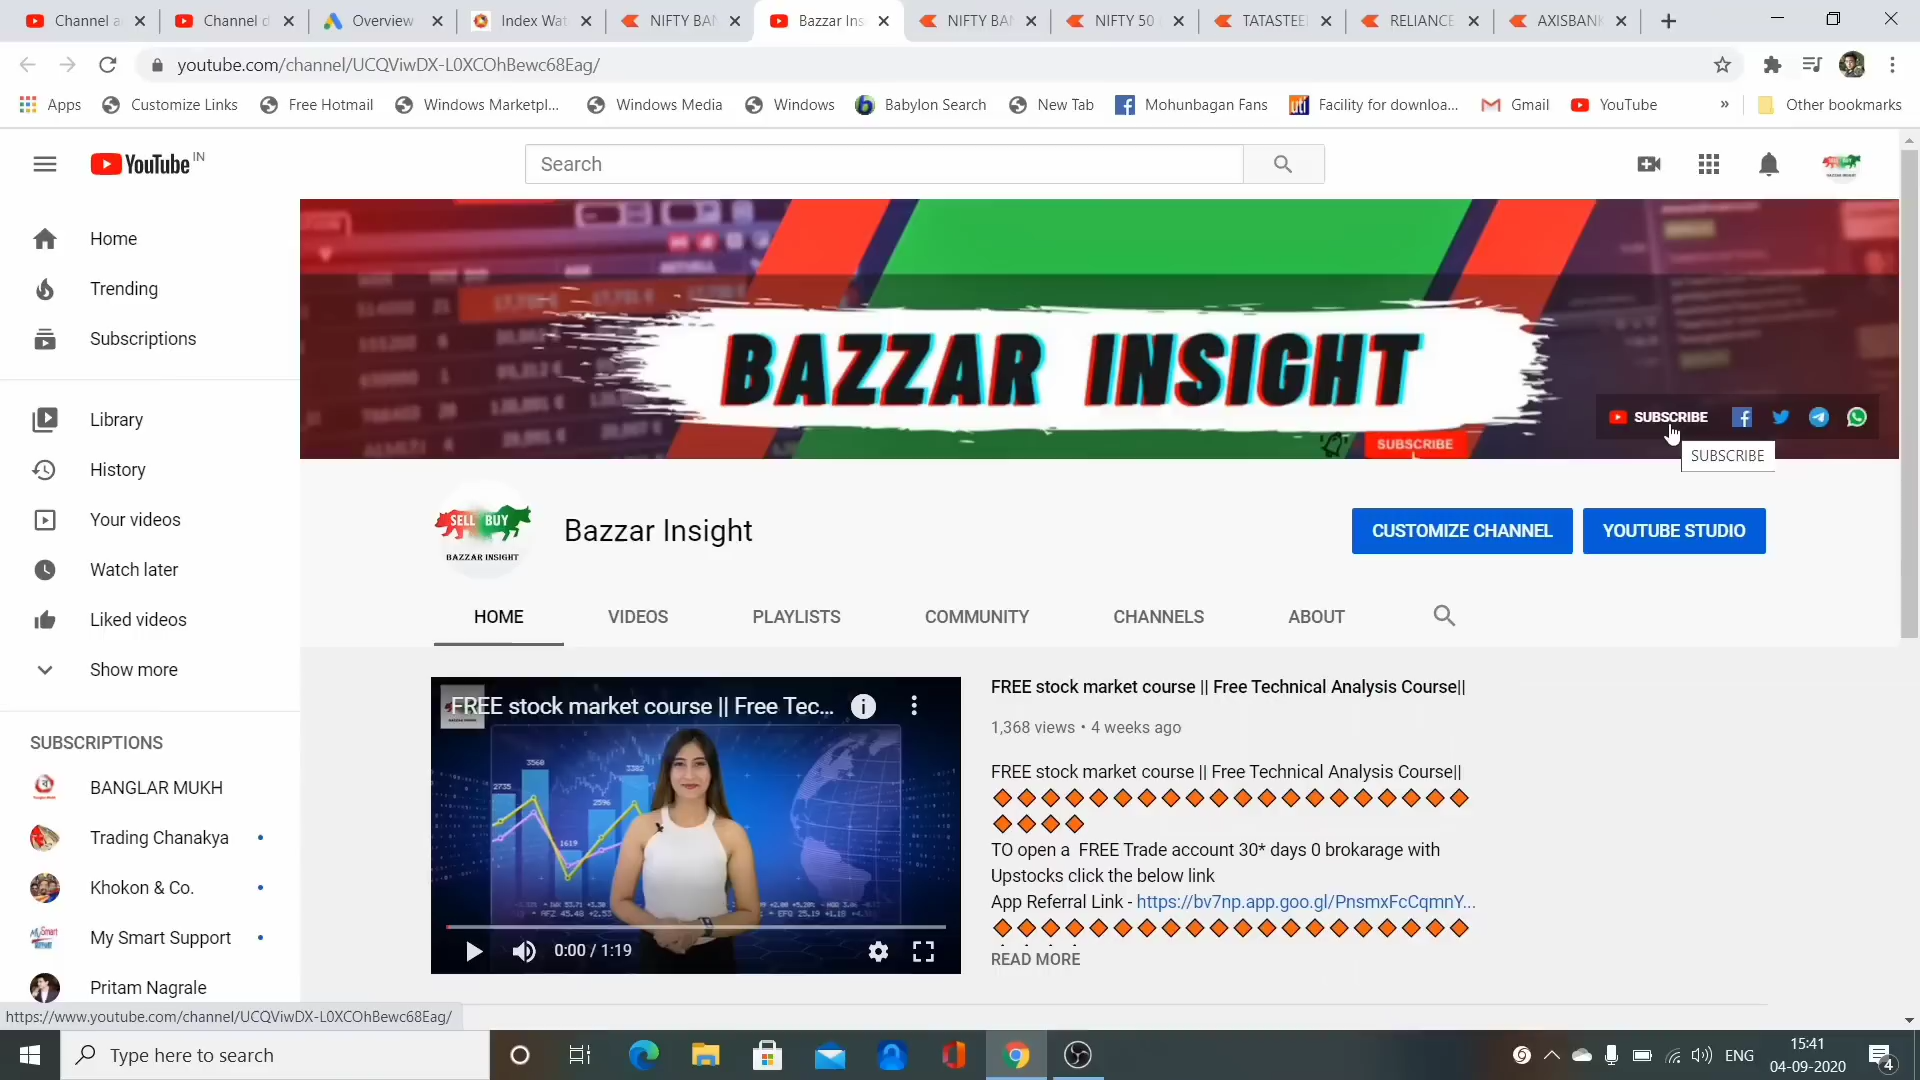 Channel a
Channel d
Overview
Index Wat
NIFTY BAN
Bazzar Ins
NIFTY BAN
NIFTY 50
TATASTEE
RELIANCE
AXISBANK
youtube.com/channel/UCQViwDX-L0XCOhBewc68Eag/
Apps
Customize Links
Free Hotmail
Windows Marketpl...
Windows Media
Windows
Babylon Search
New Tab
Mohunbagan Fans
Facility for downloa...
Gmail
YouTube
»
Other bookmarks
YouTube IN
Search
Home
Trending
Subscriptions
Library
History
Your videos
Watch later
Liked videos
Show more
SUBSCRIPTIONS
BANGLAR MUKH
Trading Chanakya
Khokon & Co.
My Smart Support
Pritam Nagrale
BAZZAR INSIGHT
SUBSCRIBE
SUBSCRIBE
SUBSCRIBE
SELL BUY
BAZZAR INSIGHT
Bazzar Insight
CUSTOMIZE CHANNEL
YOUTUBE STUDIO
HOME
VIDEOS
PLAYLISTS
COMMUNITY
CHANNELS
ABOUT
FREE stock market course || Free Tec...
2735
3560
1619
2596
3382
0:00 / 1:19
FREE stock market course || Free Technical Analysis Course||
1,368 views • 4 weeks ago
FREE stock market course || Free Technical Analysis Course||
TO open a FREE Trade account 30* days 0 brokarage with
Upstocks click the below link
App Referral Link - https://bv7np.app.goo.gl/PnsmxFcCqmnY...
READ MORE
https://www.youtube.com/channel/UCQViwDX-L0XCOhBewc68Eag/
Type here to search
ENG
15:41
04-09-2020
4